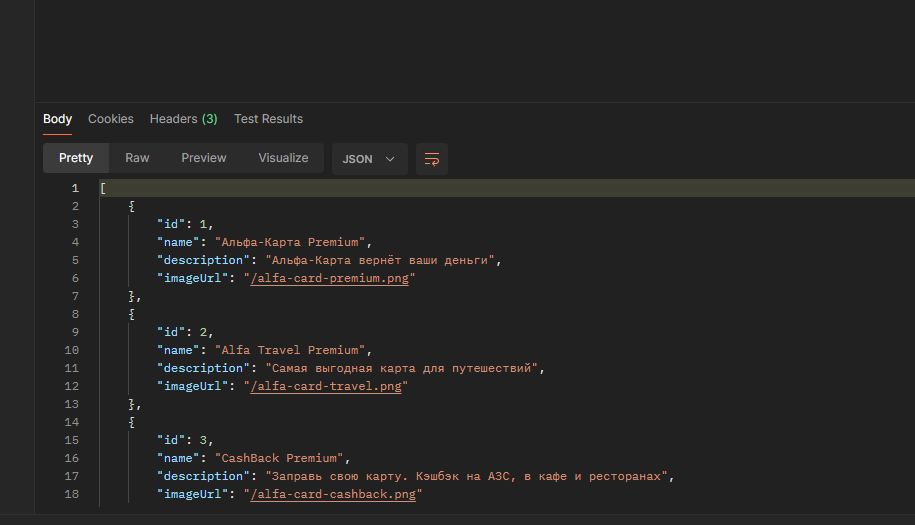 Body Cookies Headers (3) Test Results
Pretty Raw Preview Visualize JSON
1 [
2 {
3 "id": 1,
4 "name": "Альфа-Карта Premium",
5 "description": "Альфа-Карта вернёт ваши деньги",
6 "imageUrl": "/alfa-card-premium.png"
7 },
8 {
9 "id": 2,
10 "name": "Alfa Travel Premium",
11 "description": "Самая выгодная карта для путешествий",
12 "imageUrl": "/alfa-card-travel.png"
13 },
14 {
15 "id": 3,
16 "name": "CashBack Premium",
17 "description": "Заправь свою карту. Кэшбэк на АЗС, в кафе и ресторанах",
18 "imageUrl": "/alfa-card-cashback.png"